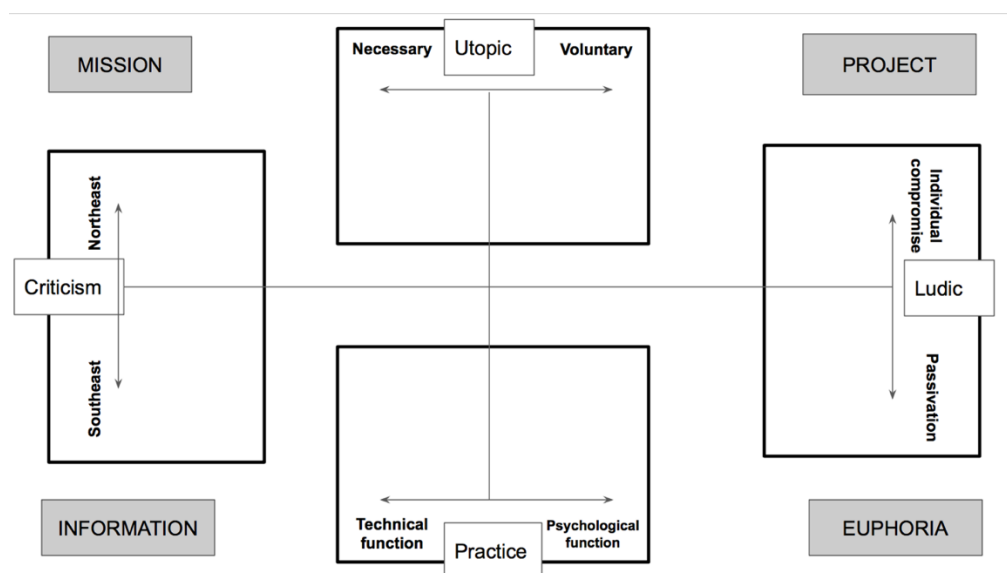 MISSION
Necessary
Utopic
Voluntary
PROJECT
Northeast
Criticism
Southeast
Individual
compromise
Ludic
Passivation
INFORMATION
Technical
function
Practice
Psychological
function
EUPHORIA